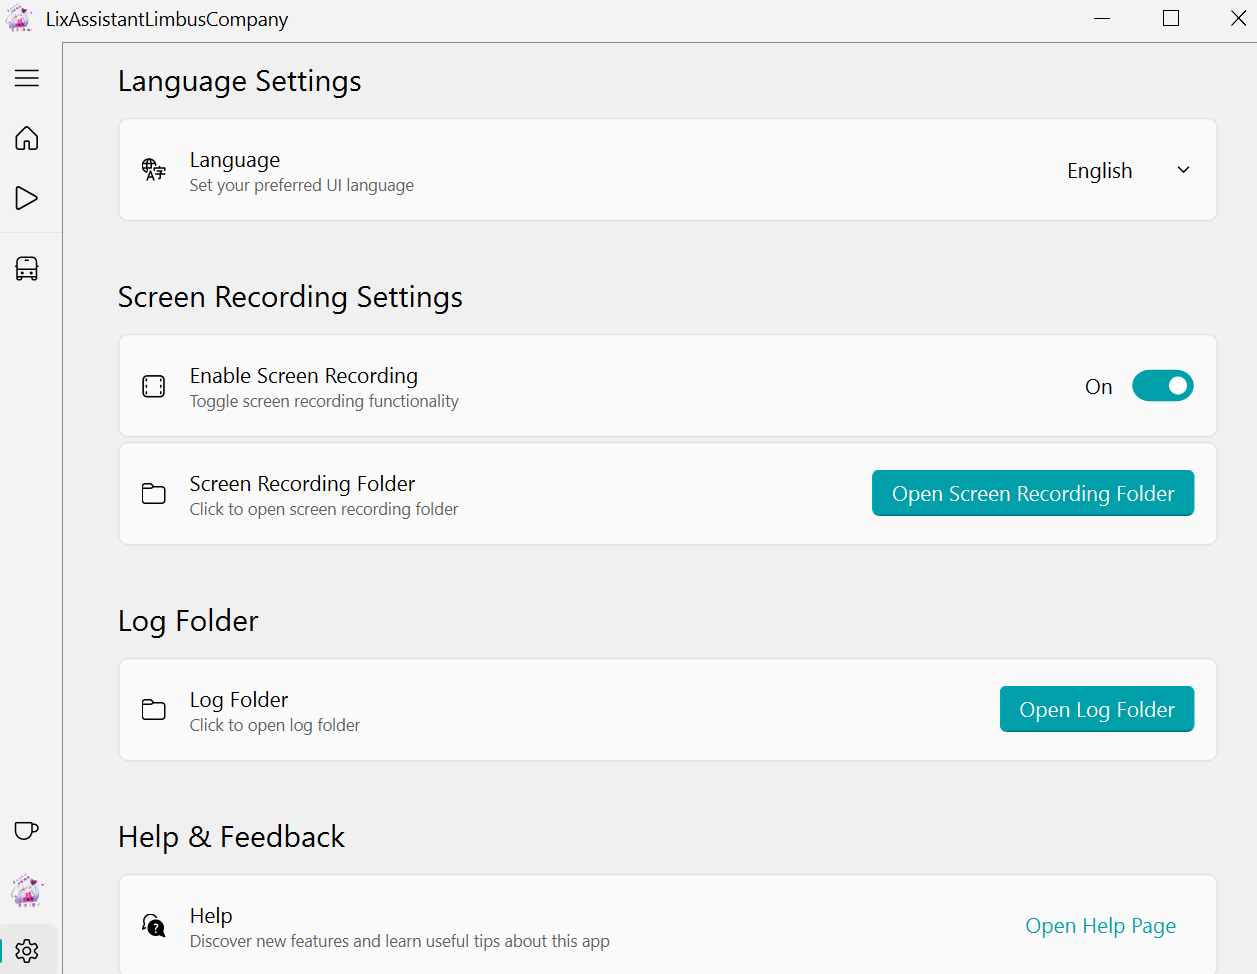 LixAssistantLimbusCompany
Language Settings
Language
Set your preferred UI language
English
Screen Recording Settings
Enable Screen Recording
Toggle screen recording functionality
On
Screen Recording Folder
Click to open screen recording folder
Open Screen Recording Folder
Log Folder
Log Folder
Click to open log folder
Open Log Folder
Help & Feedback
Help
Discover new features and learn useful tips about this app
Open Help Page